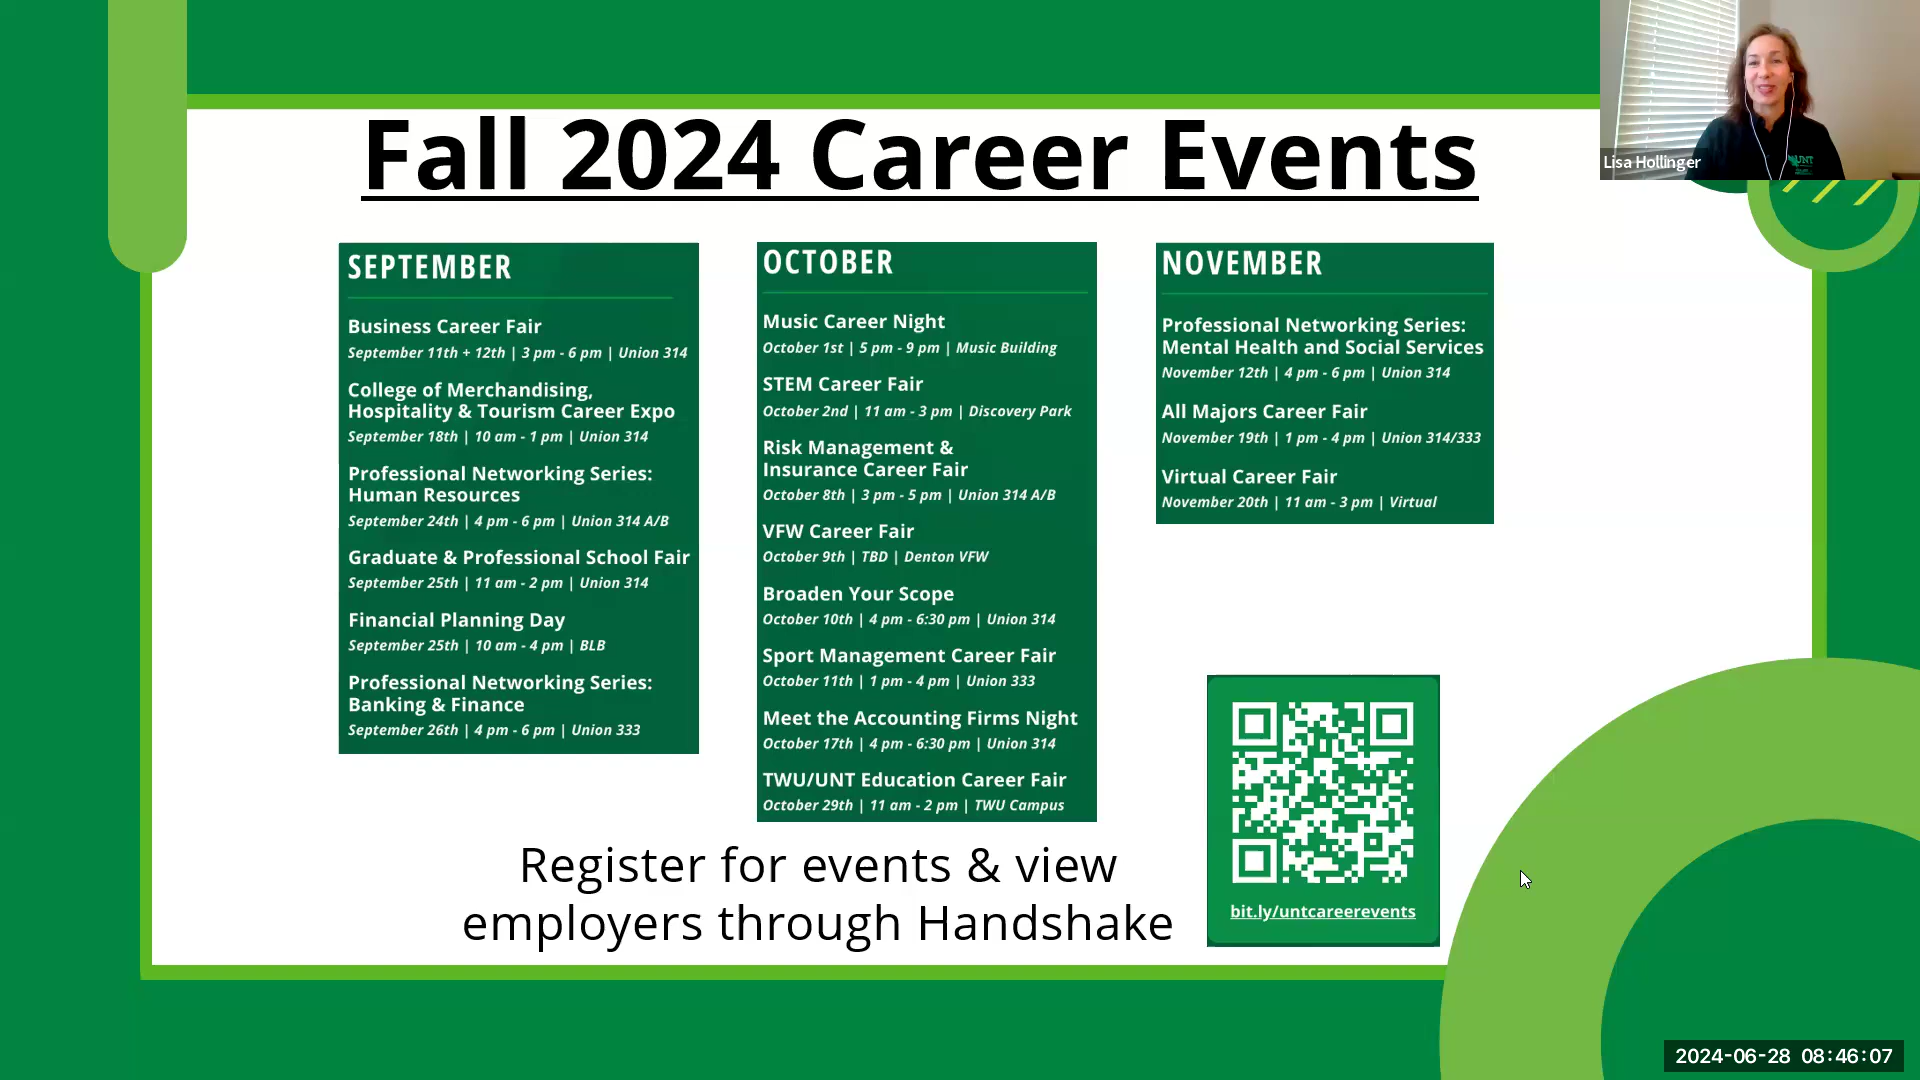 Fall 2024 Career Events
Lisa Hollinger
UNT
SEPTEMBER
Business Career Fair
September 11th + 12th | 3 pm - 6 pm | Union 314
College of Merchandising,
Hospitality & Tourism Career Expo
September 18th | 10 am - 1 pm | Union 314
Professional Networking Series:
Human Resources
September 24th | 4 pm - 6 pm | Union 314 A/B
Graduate & Professional School Fair
September 25th | 11 am - 2 pm | Union 314
Financial Planning Day
September 25th | 10 am - 4 pm | BLB
Professional Networking Series:
Banking & Finance
September 26th | 4 pm - 6 pm | Union 333
OCTOBER
Music Career Night
October 1st | 5 pm - 9 pm | Music Building
STEM Career Fair
October 2nd | 11 am - 3 pm | Discovery Park
Risk Management &
Insurance Career Fair
October 8th | 3 pm - 5 pm | Union 314 A/B
VFW Career Fair
October 9th | TBD | Denton VFW
Broaden Your Scope
October 10th | 4 pm - 6:30 pm | Union 314
Sport Management Career Fair
October 11th | 1 pm - 4 pm | Union 333
Meet the Accounting Firms Night
October 17th | 4 pm - 6:30 pm | Union 314
TWU/UNT Education Career Fair
October 29th | 11 am - 2 pm | TWU Campus
NOVEMBER
Professional Networking Series:
Mental Health and Social Services
November 12th | 4 pm - 6 pm | Union 314
All Majors Career Fair
November 19th | 1 pm - 4 pm | Union 314/333
Virtual Career Fair
November 20th | 11 am - 3 pm | Virtual
Register for events & view
employers through Handshake
bit.ly/untcareerevents
2024-06-28 08:46:07